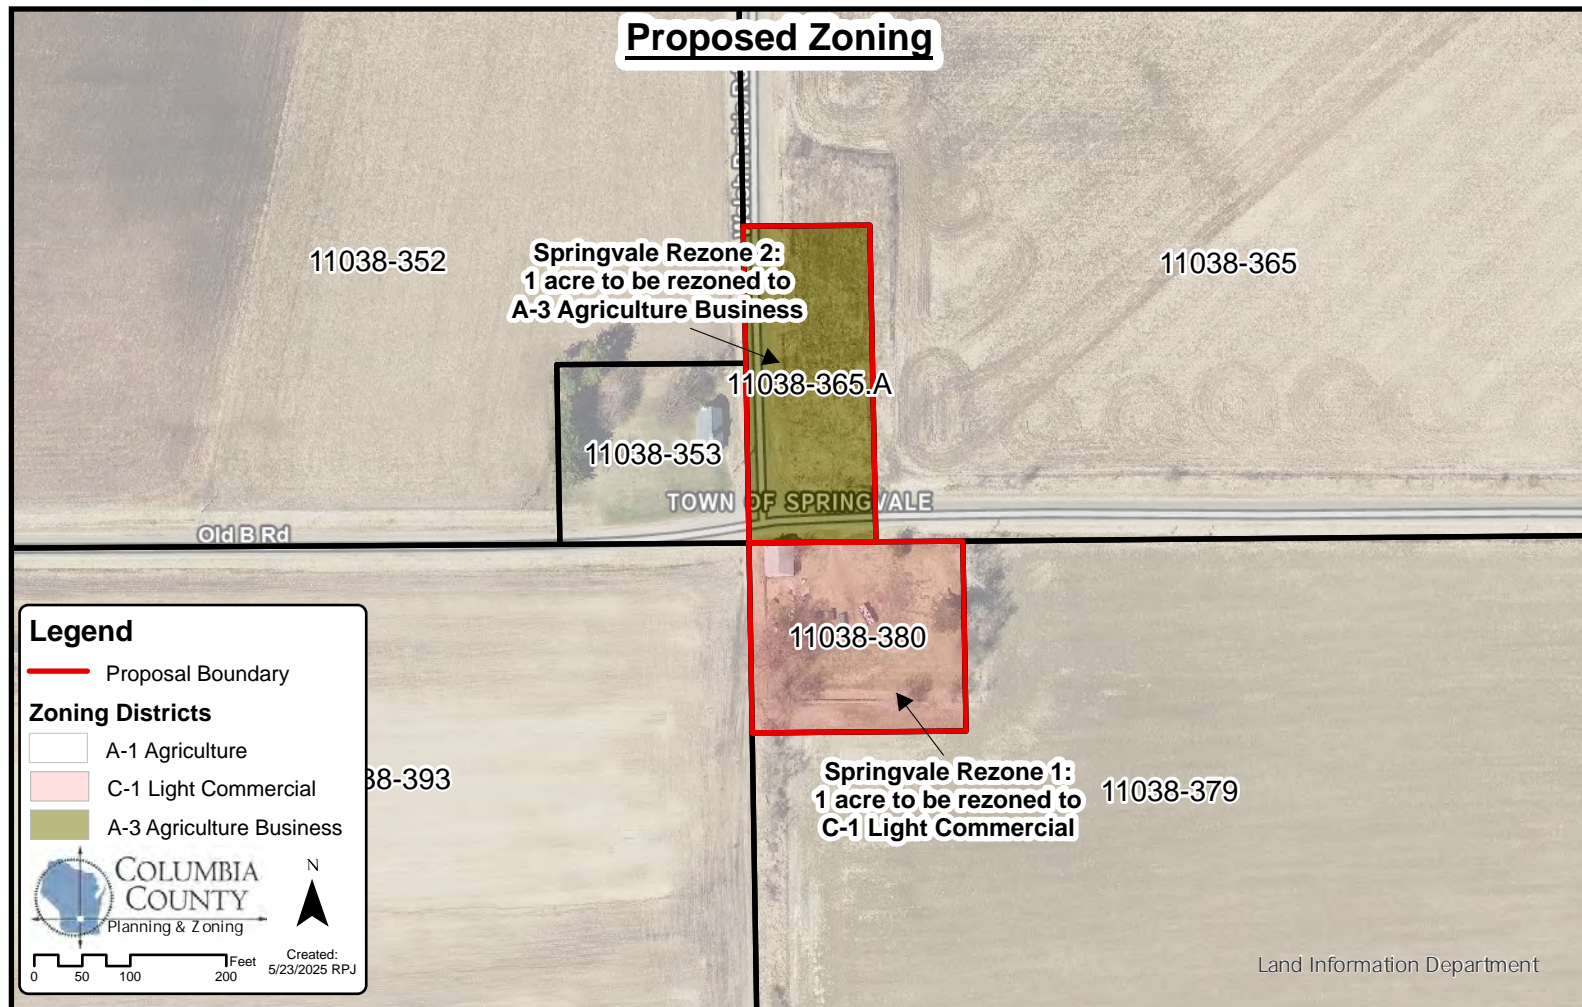 Proposed Zoning
11038-352
Springvale Rezone 2:
1 acre to be rezoned to
A-3 Agriculture Business
11038-365
11038-365.A
11038-353
TOWN OF SPRINGVALE
Old B Rd
11038-380
Springvale Rezone 1:
1 acre to be rezoned to
C-1 Light Commercial
11038-379
38-393
Legend
Proposal Boundary
Zoning Districts
A-1 Agriculture
C-1 Light Commercial
A-3 Agriculture Business
COLUMBIA
COUNTY
Planning & Zoning
N
Created:
5/23/2025 RPJ
Feet
0 50 100 200
Land Information Department